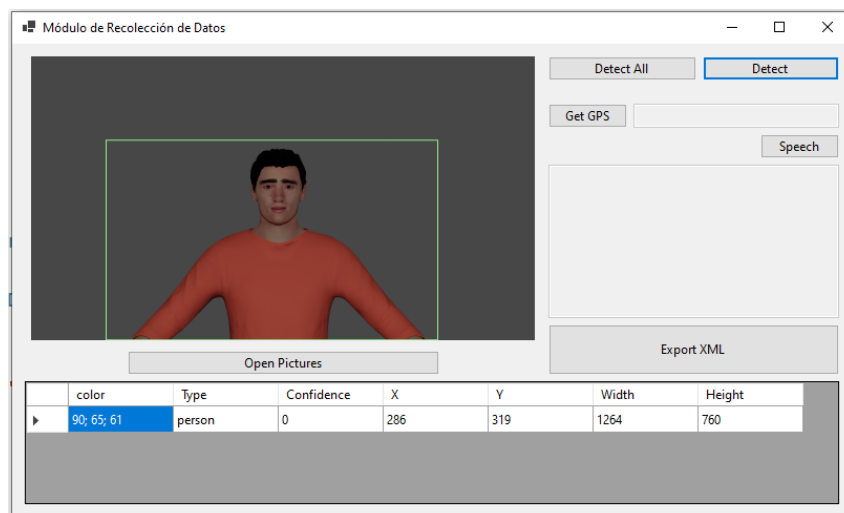 Módulo de Recolección de Datos
Detect All Detect
Get GPS
Speech
Export XML
Open Pictures
color Type Confidence X Y Width Height
90; 65; 61 person 0 286 319 1264 760